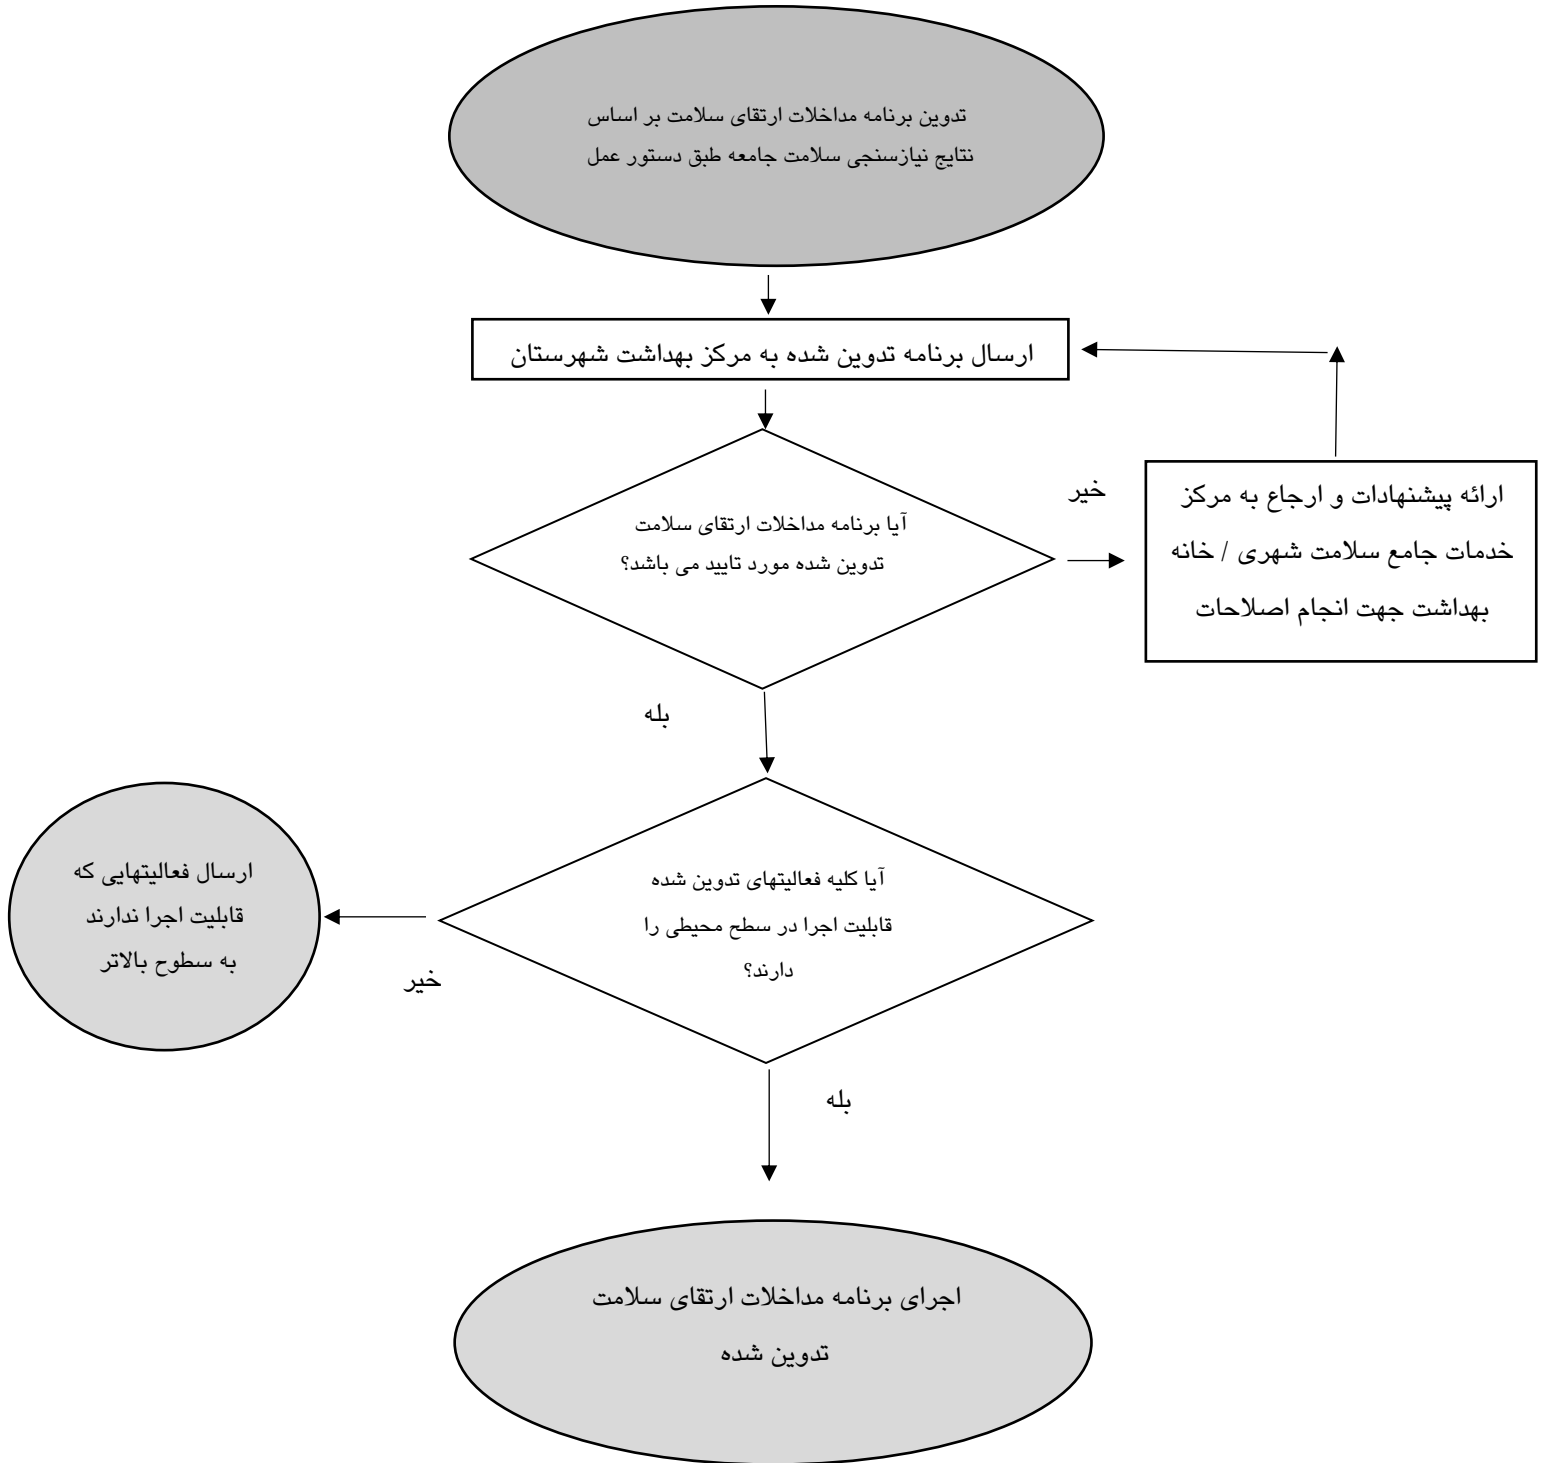 تدوین برنامه مداخلات ارتقای سلامت بر اساس
نتایج نیازسنجی سلامت جامعه طبق دستور عمل
ارسال برنامه تدوین شده به مرکز بهداشت شهرستان
آیا برنامه مداخلات ارتقای سلامت
تدوین شده مورد تایید می باشد؟
خیر
ارائه پیشنهادات و ارجاع به مرکز
خدمات جامع سلامت شهری / خانه
بهداشت جهت انجام اصلاحات
بله
آیا کلیه فعالیتهای تدوین شده
قابلیت اجرا در سطح محیطی را
دارند؟
خیر
ارسال فعالیتهایی که
قابلیت اجرا ندارند
به سطوح بالاتر
بله
اجرای برنامه مداخلات ارتقای سلامت
تدوین شده